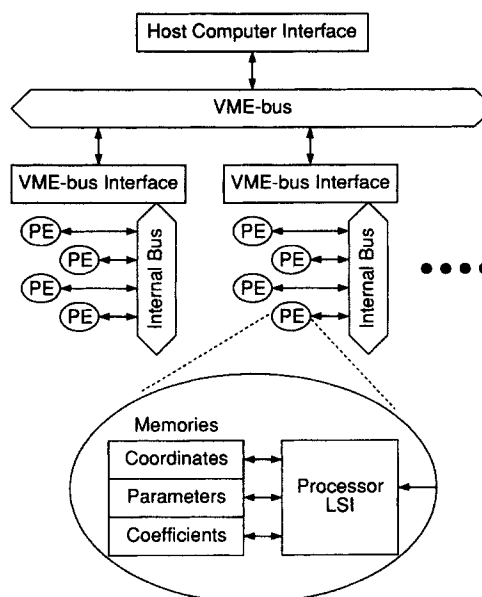 Host Computer Interface
VME-bus
VME-bus Interface
VME-bus Interface
PE
PE
PE
PE
Internal Bus
PE
PE
PE
PE
Internal Bus
Memories
Coordinates
Parameters
Coefficients
Processor
LSI